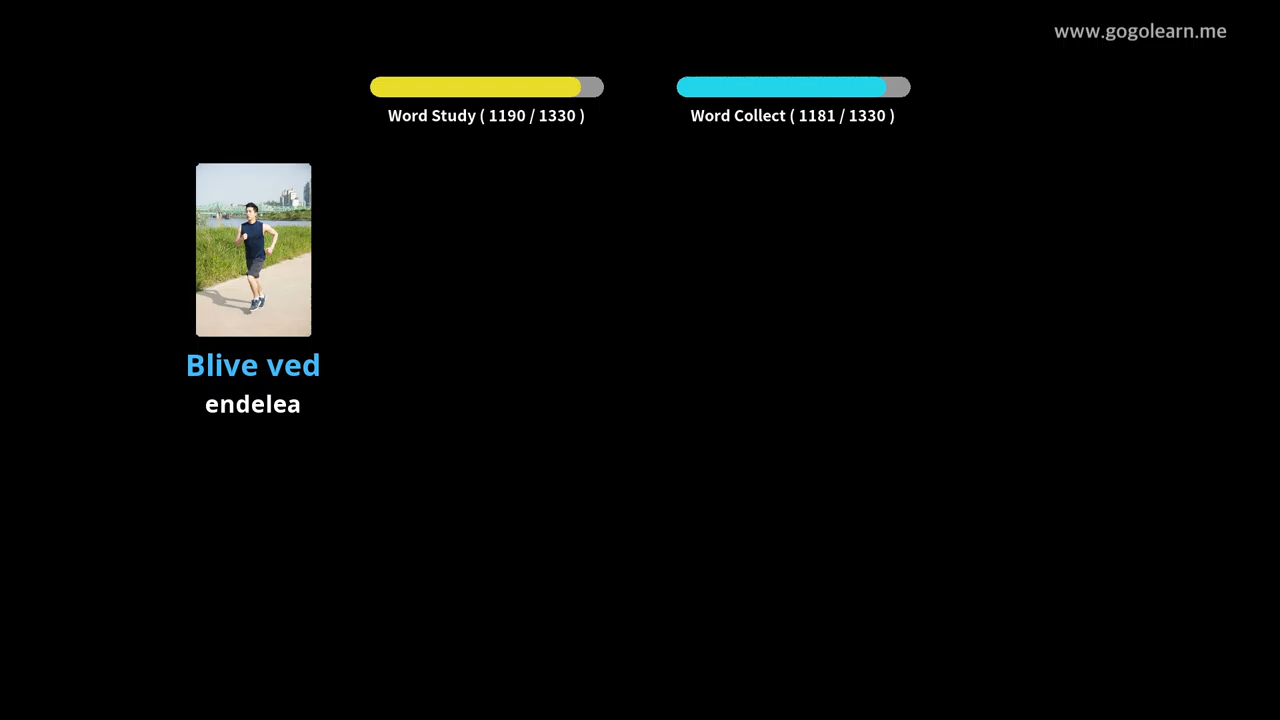 www.gogolearn.me
Word Study ( 1190 / 1330 )
Word Collect ( 1181 / 1330 )
Blive ved
endelea